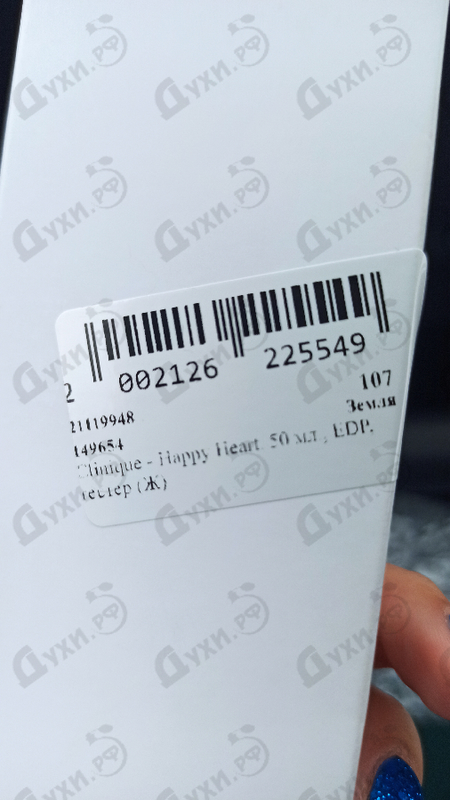 2 002126 225549
21119948 107
149654 Земля
Clinique - Happy Heart 50 мл., EDP,
тестер (Ж)
Духи.рф